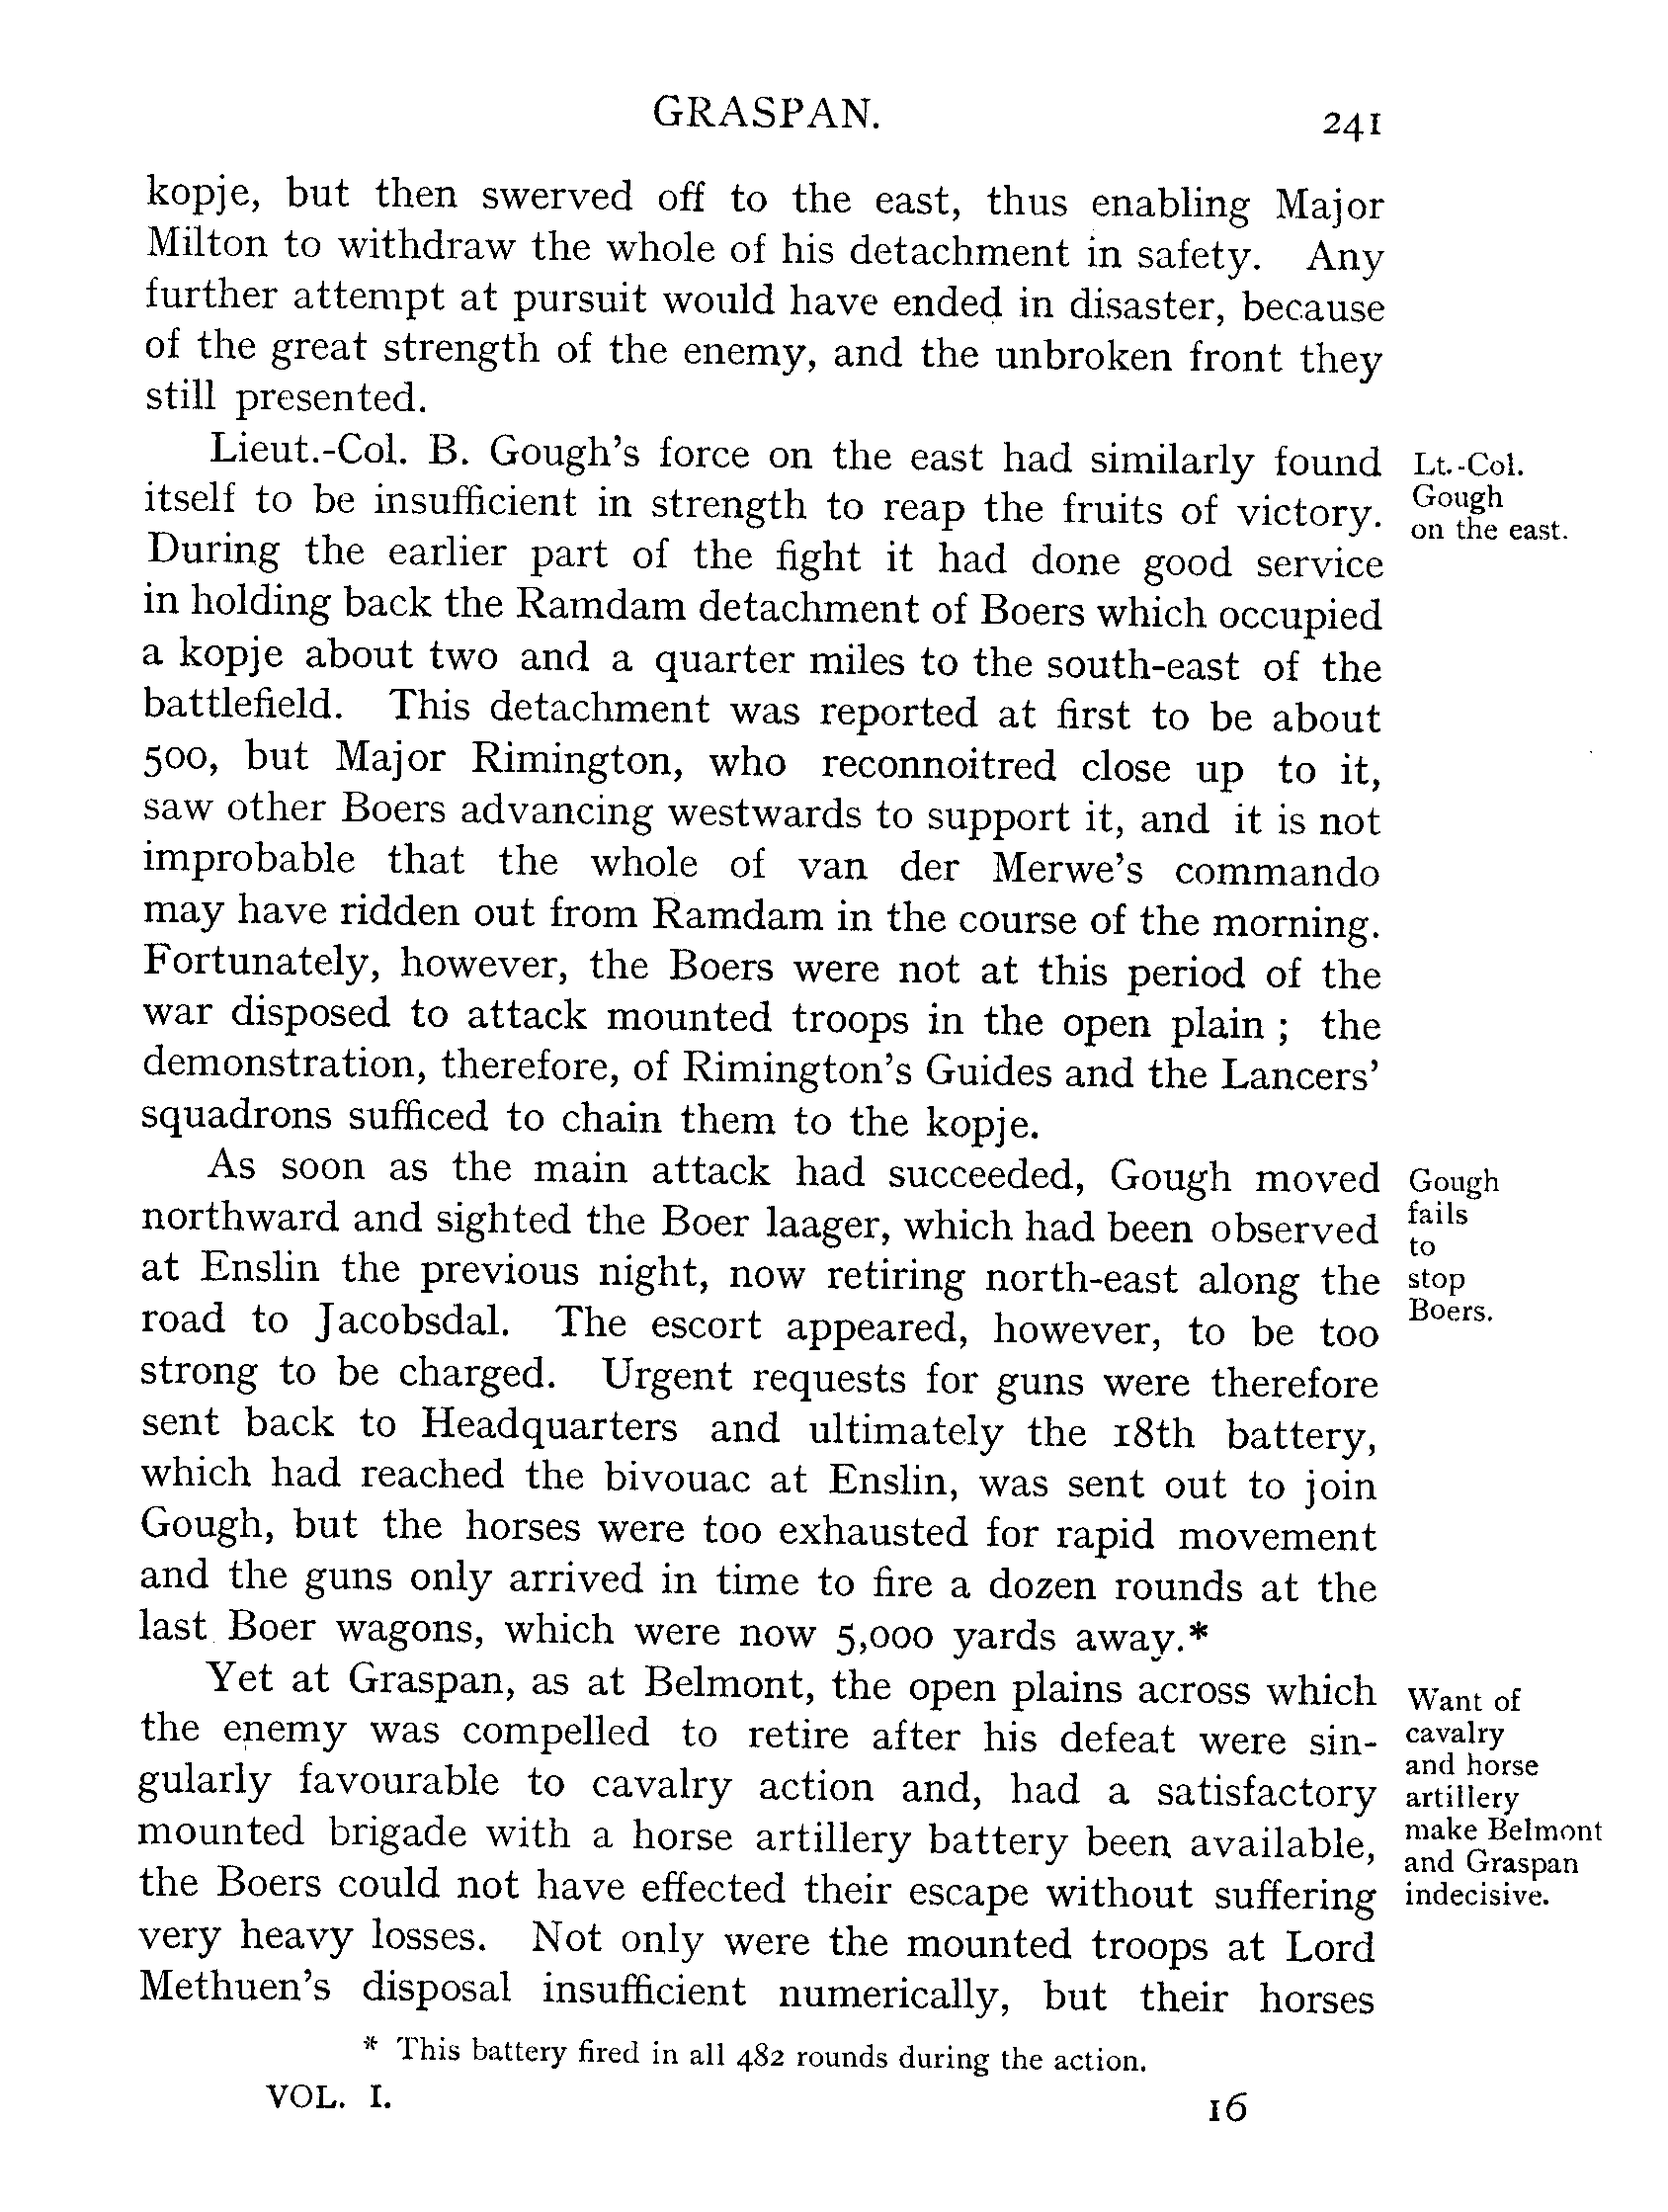 GRASPAN.
241
kopje, but then swerved off to the east, thus enabling Major
Milton to withdraw the whole of his detachment in safety. Any
further attempt at pursuit would have ended in disaster, because
of the great strength of the enemy, and the unbroken front they
still presented.
Lieut.-Col. B. Gough's force on the east had similarly found
itself to be insufficient in strength to reap the fruits of victory.
During the earlier part of the fight it had done good service
in holding back the Ramdam detachment of Boers which occupied
a kopje about two and a quarter miles to the south-east of the
battlefield. This detachment was reported at first to be about
500, but Major Rimington, who reconnoitred close up to it,
saw other Boers advancing westwards to support it, and it is not
improbable that the whole of van der Merwe's commando
may have ridden out from Ramdam in the course of the morning.
Fortunately, however, the Boers were not at this period of the
war disposed to attack mounted troops in the open plain ; the
demonstration, therefore, of Rimington's Guides and the Lancers'
squadrons sufficed to chain them to the kopje.
Lt.-Col.
Gough
on the east.
As soon as the main attack had succeeded, Gough moved
northward and sighted the Boer laager, which had been observed
at Enslin the previous night, now retiring north-east along the
road to Jacobsdal. The escort appeared, however, to be too
strong to be charged. Urgent requests for guns were therefore
sent back to Headquarters and ultimately the 18th battery,
which had reached the bivouac at Enslin, was sent out to join
Gough, but the horses were too exhausted for rapid movement
and the guns only arrived in time to fire a dozen rounds at the
last Boer wagons, which were now 5,000 yards away.*
Gough
fails
to
stop
Boers.
Yet at Graspan, as at Belmont, the open plains across which
the enemy was compelled to retire after his defeat were sin-
gularly favourable to cavalry action and, had a satisfactory
mounted brigade with a horse artillery battery been available,
the Boers could not have effected their escape without suffering
very heavy losses. Not only were the mounted troops at Lord
Methuen's disposal insufficient numerically, but their horses
Want of
cavalry
and horse
artillery
make Belmont
and Graspan
indecisive.
* This battery fired in all 482 rounds during the action.
VOL. I.
16